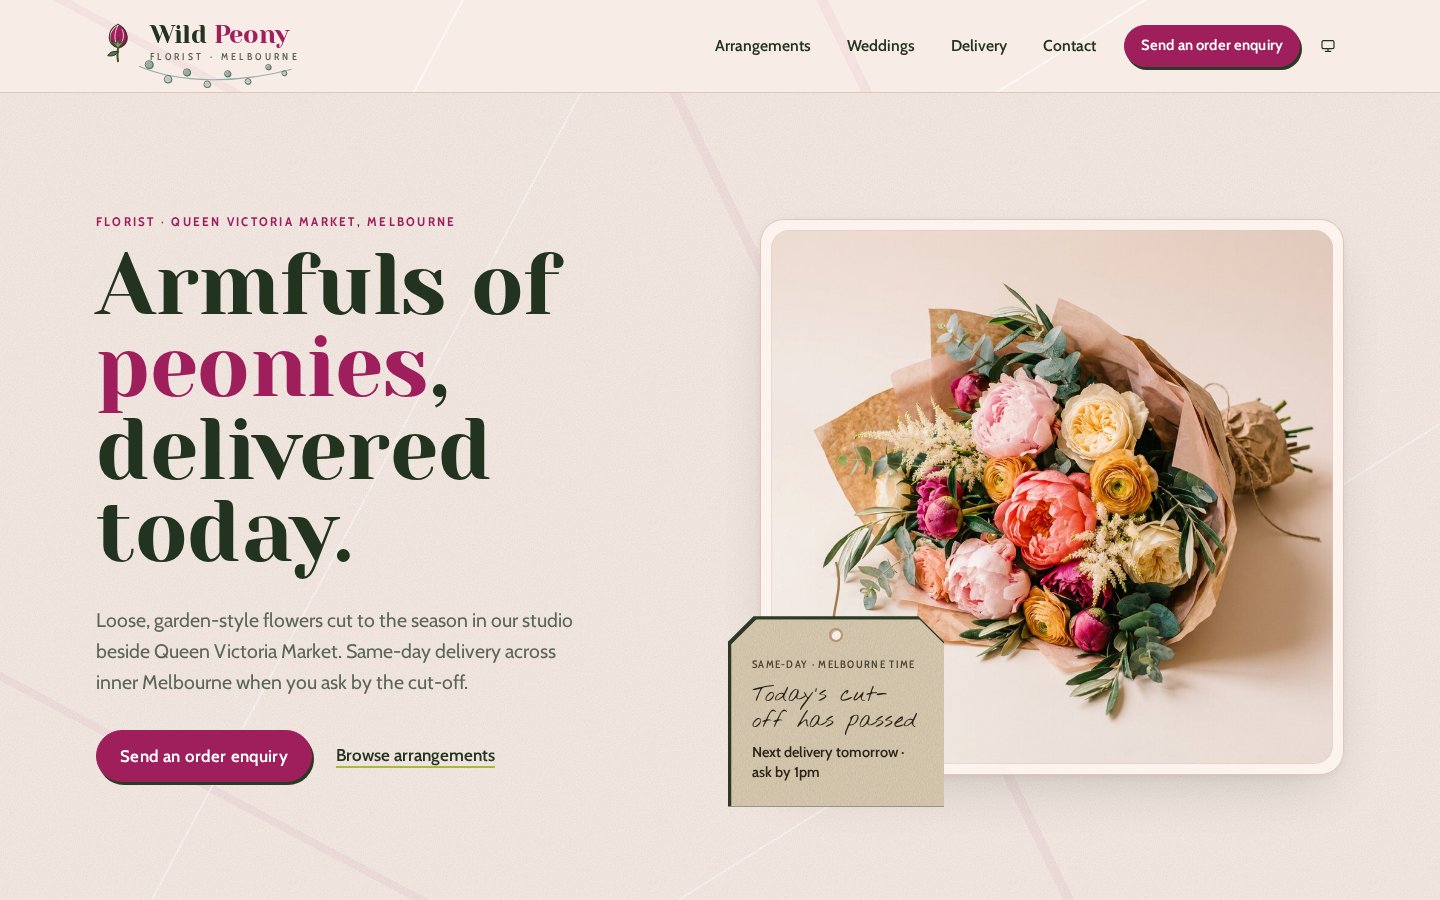 Wild Peony
FLORIST · MELBOURNE
Arrangements
Weddings
Delivery
Contact
Send an order enquiry
FLORIST · QUEEN VICTORIA MARKET, MELBOURNE
Armfuls of
peonies,
delivered
today.
Loose, garden-style flowers cut to the season in our studio
beside Queen Victoria Market. Same-day delivery across
inner Melbourne when you ask by the cut-off.
Send an order enquiry
Browse arrangements
SAME-DAY · MELBOURNE TIME
Today's cut-
off has passed
Next delivery tomorrow ·
ask by 1pm